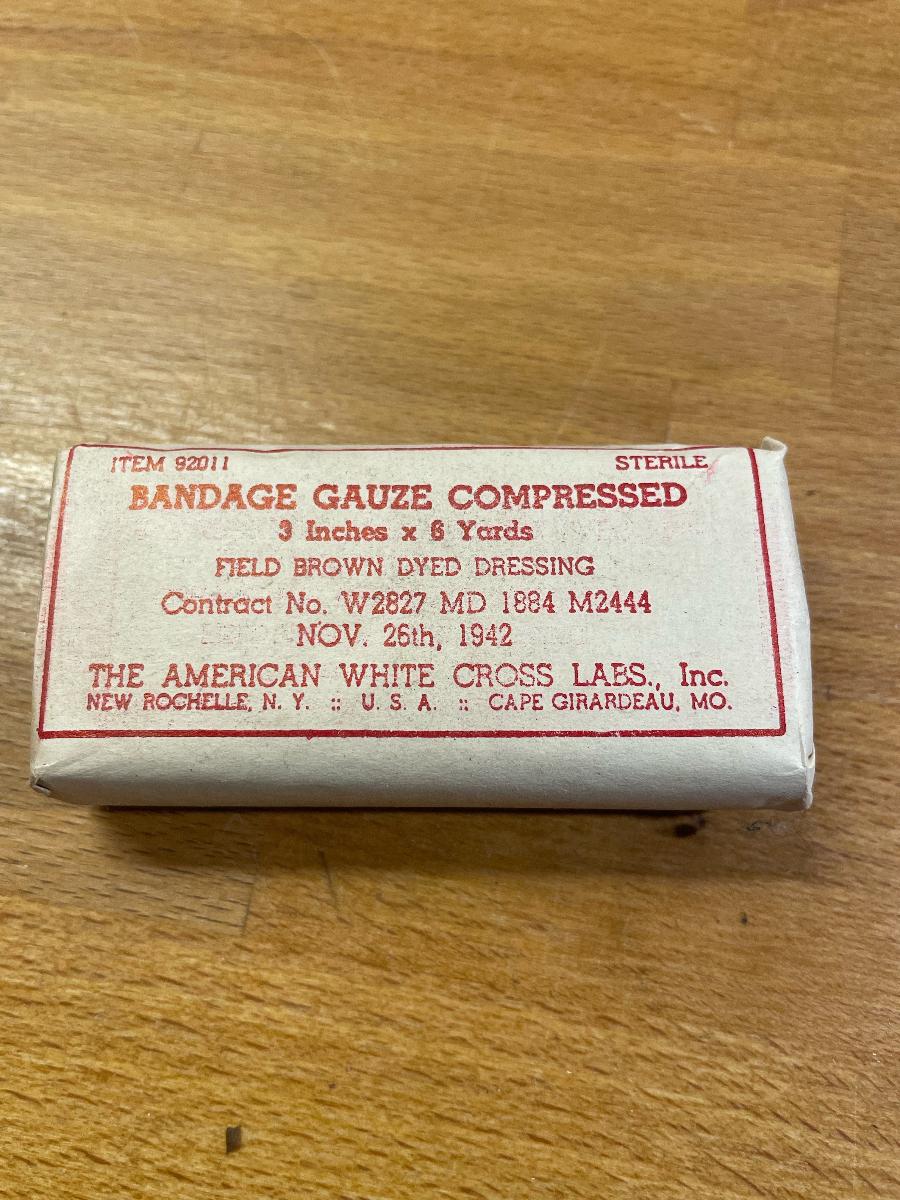 ITEM 92011 STERILE
BANDAGE GAUZE COMPRESSED
3 Inches x 6 Yards
FIELD BROWN DYED DRESSING
Contract No. W2827 MD 1884 M2444
NOV. 26th, 1942
THE AMERICAN WHITE CROSS LABS., Inc.
NEW ROCHELLE, N. Y. :: U. S. A. :: CAPE GIRARDEAU, MO.